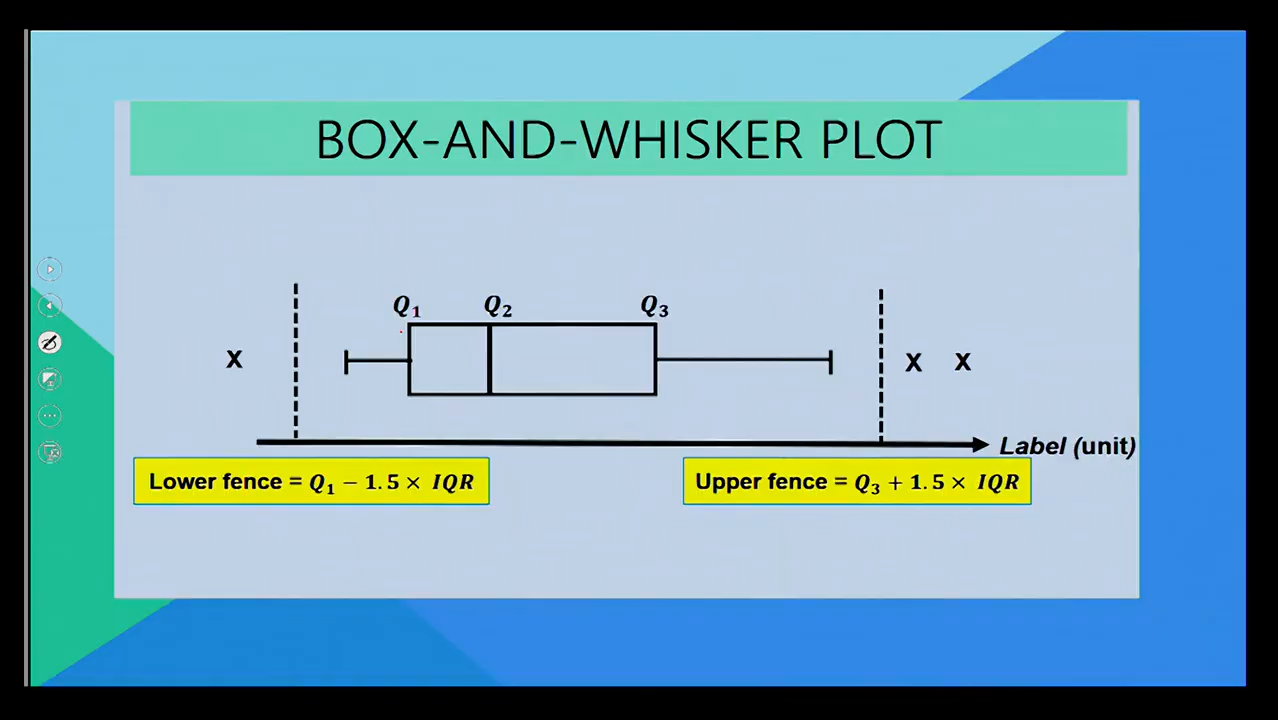 BOX-AND-WHISKER PLOT
Q₁ Q₂ Q₃
X X X
Label (unit)
Lower fence = Q₁ − 1.5 × IQR
Upper fence = Q₃ + 1.5 × IQR